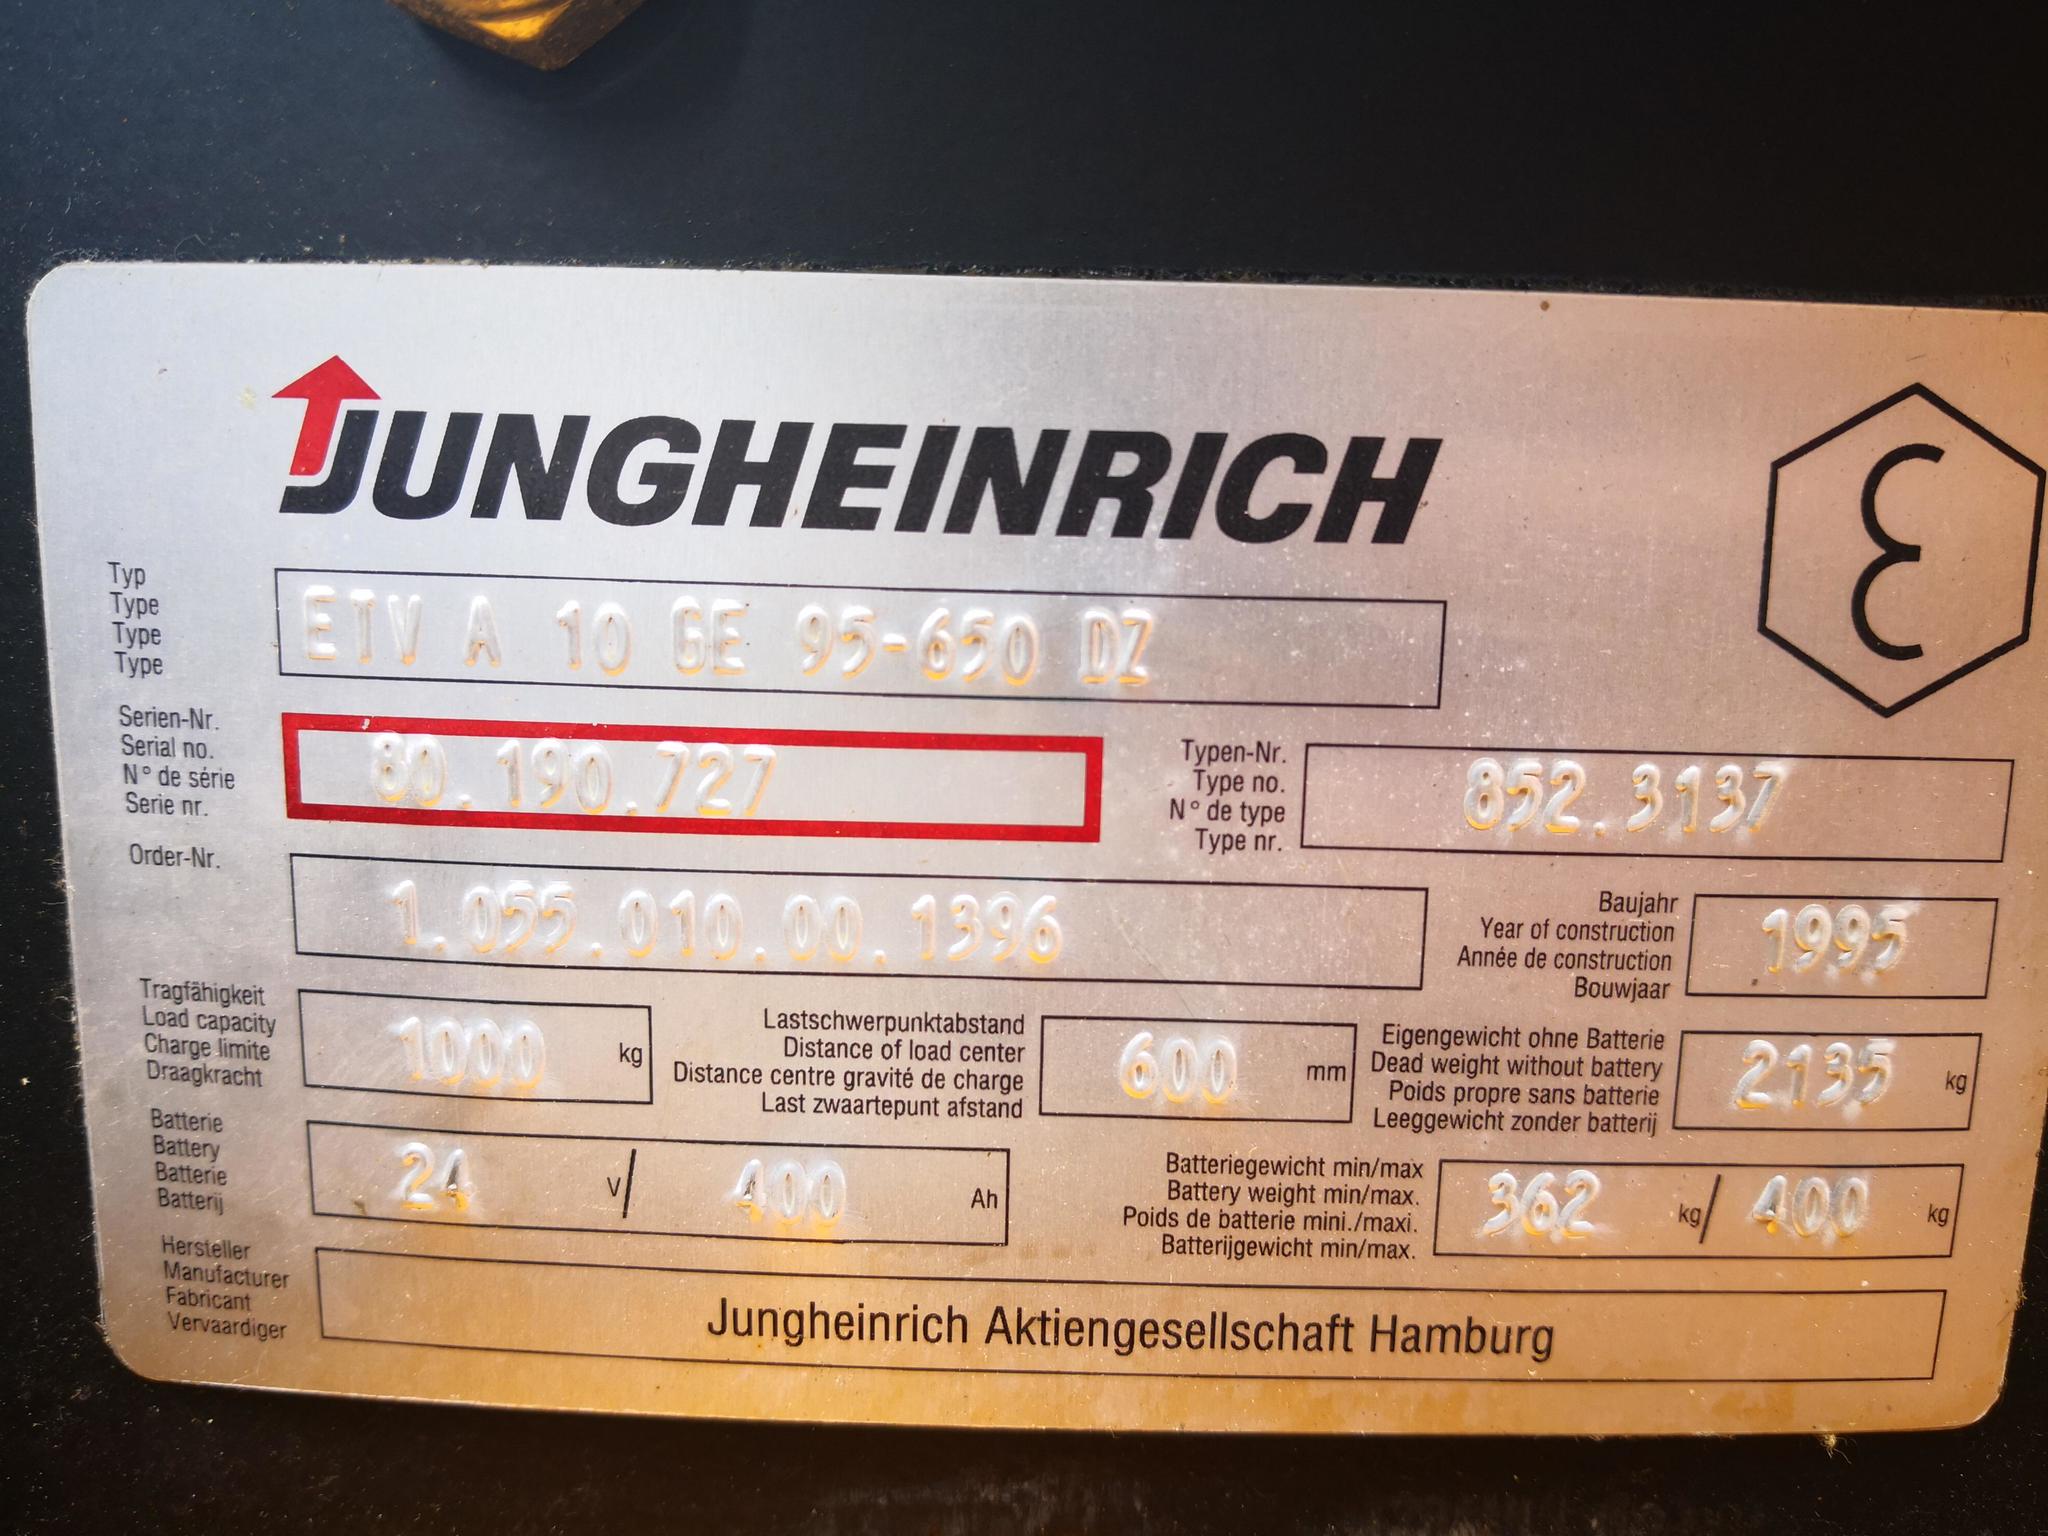 JUNGHEINRICH
Typ
Type
Type
Type
ETV A 10 GE 95-650 DZ
Serien-Nr.
Serial no.
N° de série
Serie nr.
80.190.727
Typen-Nr.
Type no.
N° de type
Type nr.
852.3137
Order-Nr.
1.055.010.00.1396
Baujahr
Year of construction
Année de construction
Bouwjaar
1995
Tragfähigkeit
Load capacity
Charge limite
Draagkracht
1000 kg
Lastschwerpunktabstand
Distance of load center
Distance centre gravité de charge
Last zwaartepunt afstand
600 mm
Eigengewicht ohne Batterie
Dead weight without battery
Poids propre sans batterie
Leeggewicht zonder batterij
2135 kg
Batterie
Battery
Batterie
Batterij
24 V/ 400 Ah
Batteriegewicht min/max
Battery weight min/max.
Poids de batterie mini./maxi.
Batterijgewicht min/max.
362 kg/ 400 kg
Hersteller
Manufacturer
Fabricant
Vervaardiger
Jungheinrich Aktiengesellschaft Hamburg